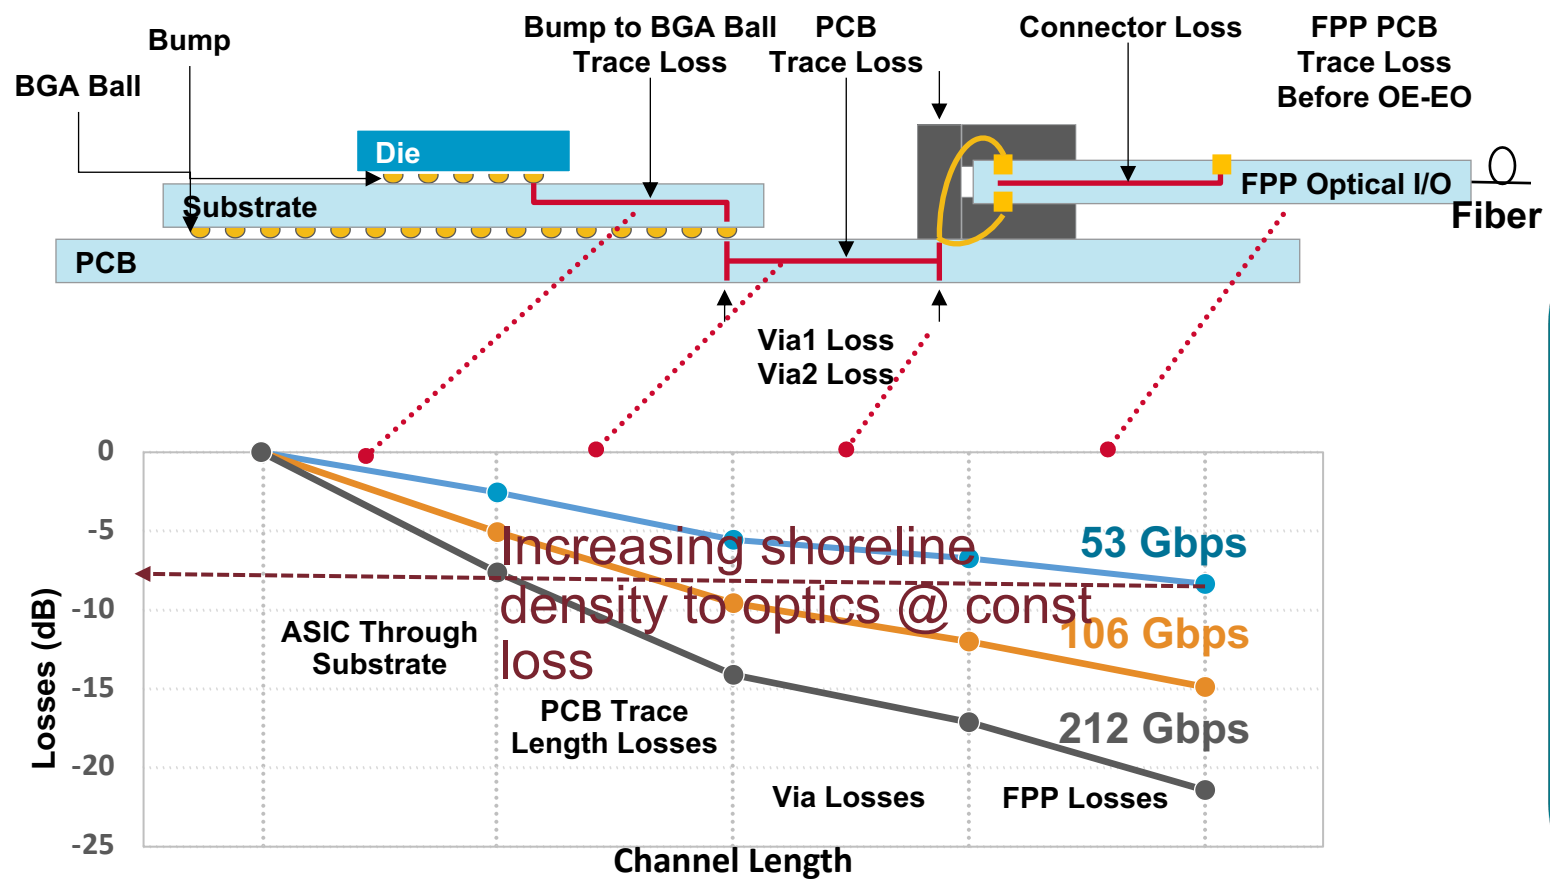 Bump to BGA Ball
Trace Loss
PCB
Trace Loss
Connector Loss
FPP PCB
Trace Loss
Before OE-EO
Bump
BGA Ball
Die
Substrate
FPP Optical I/O
Fiber
PCB
Via1 Loss
Via2 Loss
0
-5
-10
-15
-20
-25
Losses (dB)
Increasing shoreline
density to optics @ const
loss
53 Gbps
106 Gbps
212 Gbps
ASIC Through
Substrate
PCB Trace
Length Losses
Via Losses
FPP Losses
Channel Length